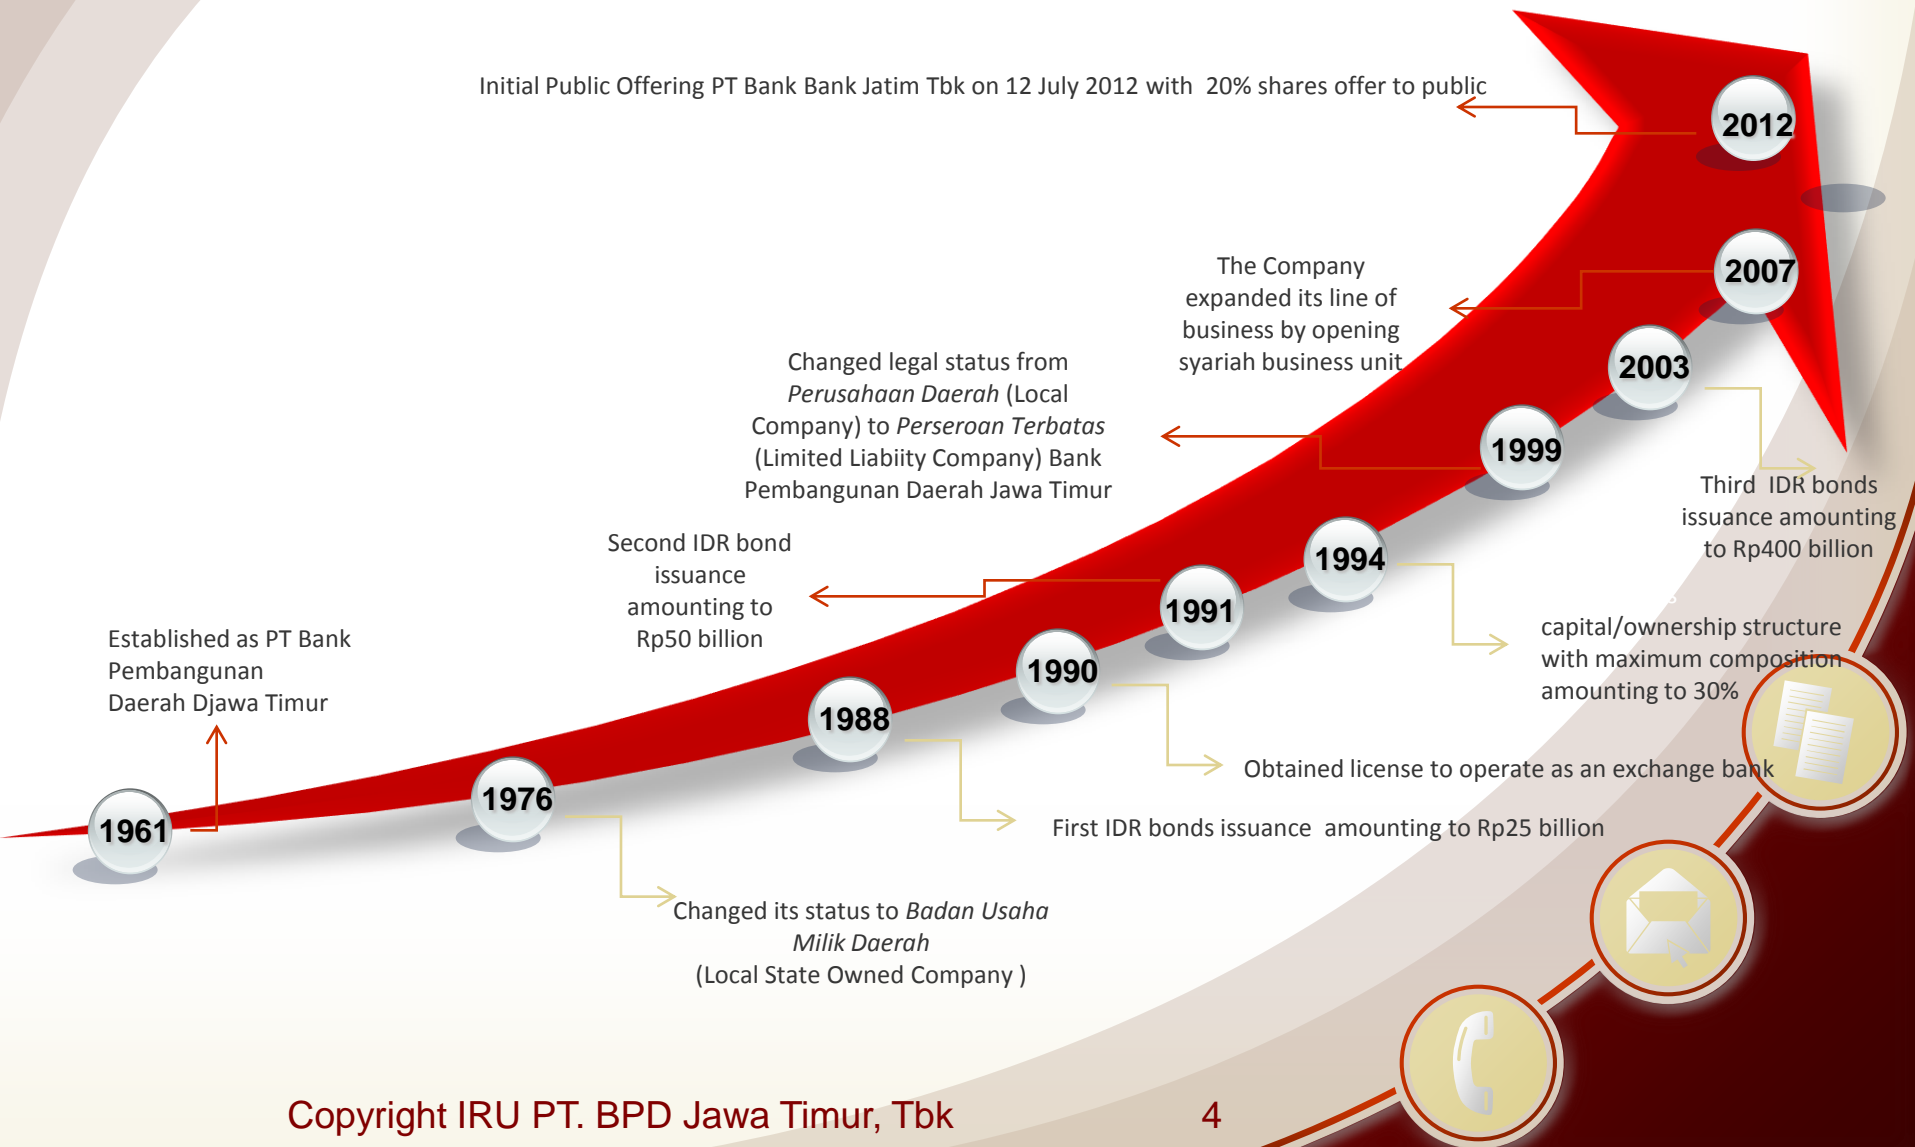 Initial Public Offering PT Bank Bank Jatim Tbk on 12 July 2012 with  20% shares offer to public
2012
The Company
expanded its line of
business by opening
syariah business unit
2007
Changed legal status from
Perusahaan Daerah (Local
Company) to Perseroan Terbatas
(Limited Liabiity Company) Bank
Pembangunan Daerah Jawa Timur
2003
1999
Third  IDR bonds
issuance amounting
to Rp400 billion
Second IDR bond
issuance
amounting to
Rp50 billion
1994
1991
capital/ownership structure
with maximum composition
amounting to 30%
Established as PT Bank
Pembangunan
Daerah Djawa Timur
1990
1988
Obtained license to operate as an exchange bank
1976
First IDR bonds issuance  amounting to Rp25 billion
1961
Changed its status to Badan Usaha
Milik Daerah
(Local State Owned Company )
Copyright IRU PT. BPD Jawa Timur, Tbk
4